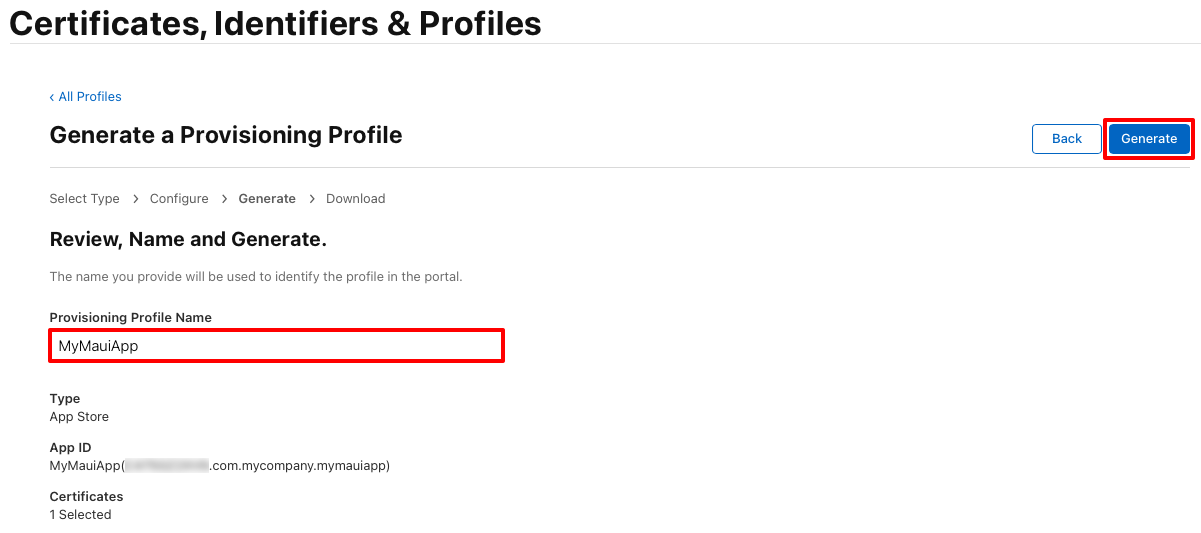 Certificates, Identifiers & Profiles
‹ All Profiles
Generate a Provisioning Profile
Back
Generate
Select Type > Configure > Generate > Download
Review, Name and Generate.
The name you provide will be used to identify the profile in the portal.
Provisioning Profile Name
MyMauiApp
Type
App Store
App ID
MyMauiApp( .com.mycompany.mymauiapp)
Certificates
1 Selected